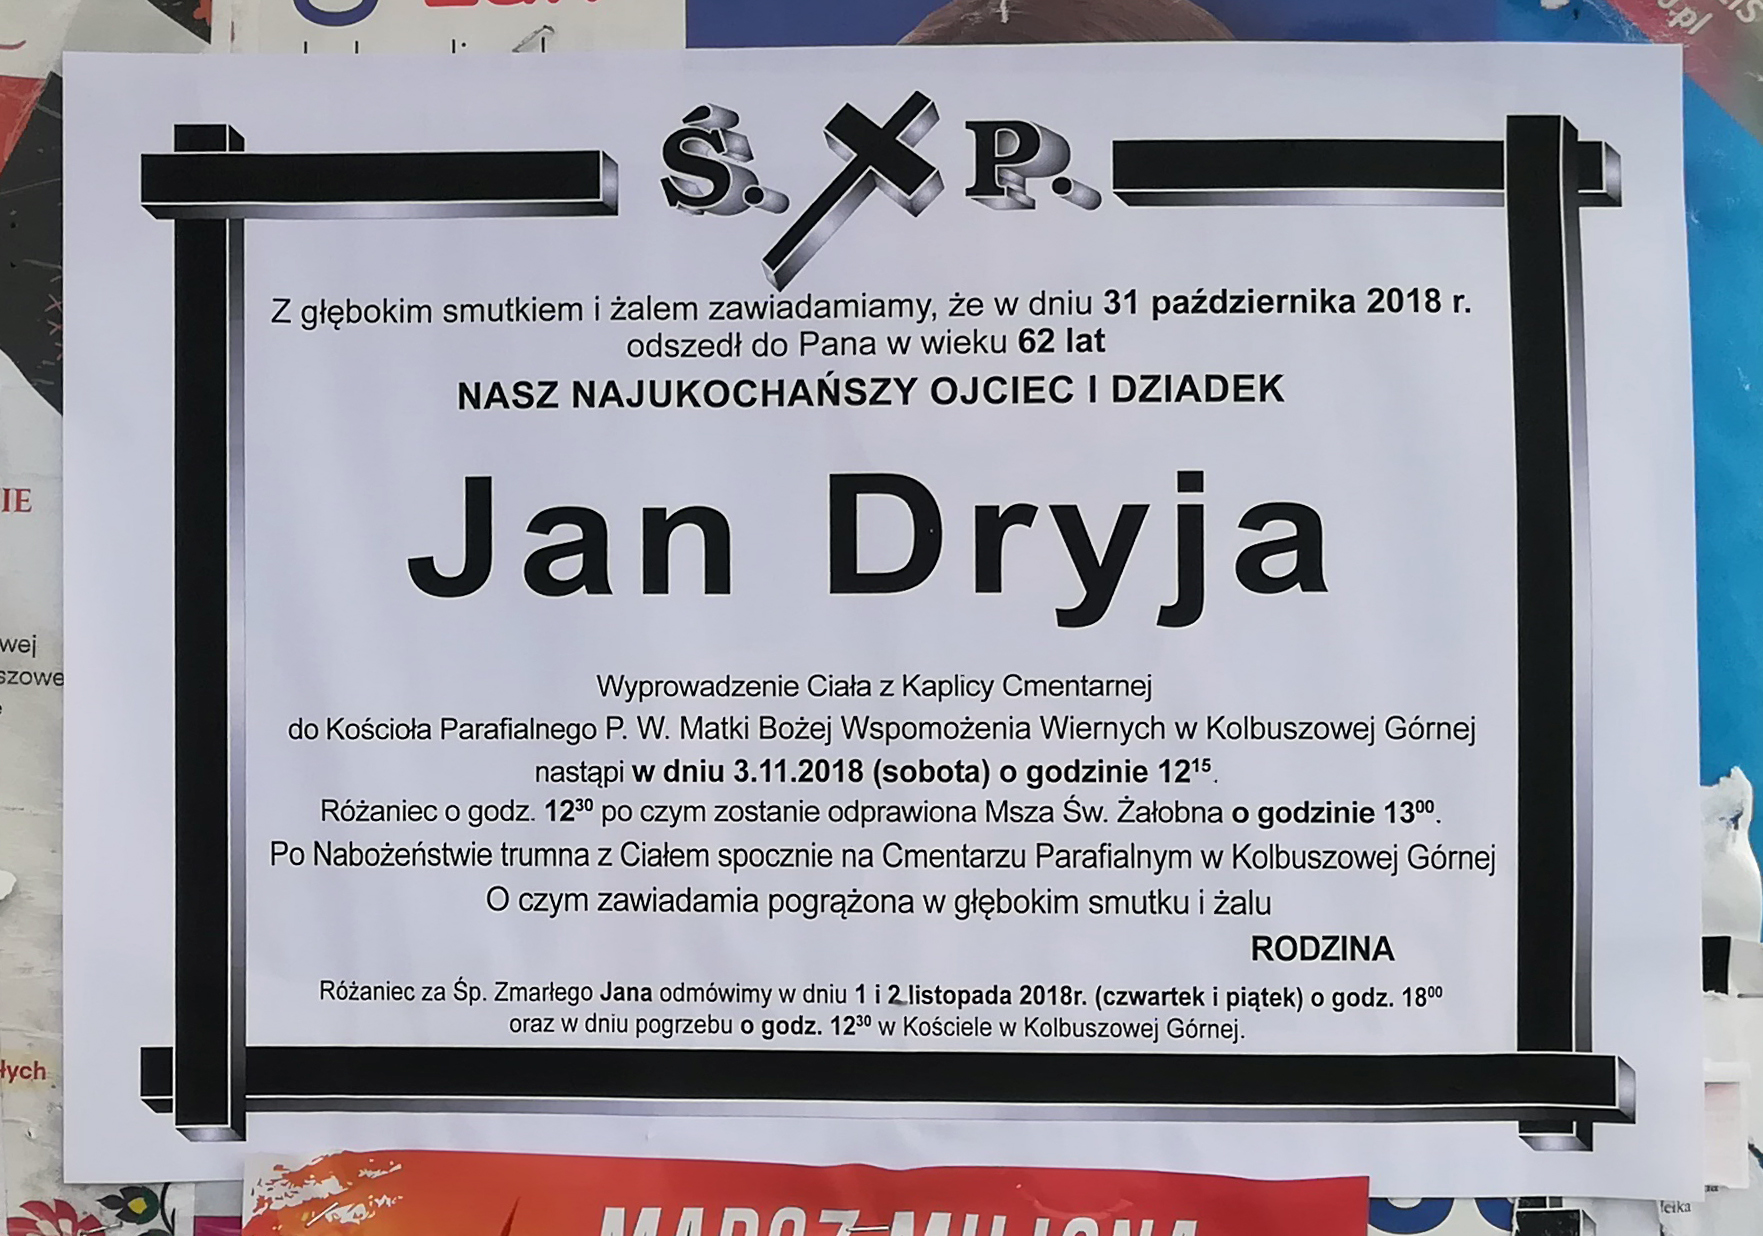 Ś. P.
Z głębokim smutkiem i żalem zawiadamiamy, że w dniu 31 października 2018 r.
odszedł do Pana w wieku 62 lat
NASZ NAJUKOCHAŃSZY OJCIEC I DZIADEK
Jan Dryja
Wyprowadzenie Ciała z Kaplicy Cmentarnej
do Kościoła Parafialnego P. W. Matki Bożej Wspomożenia Wiernych w Kolbuszowej Górnej
nastąpi w dniu 3.11.2018 (sobota) o godzinie 12¹⁵.
Różaniec o godz. 12³⁰ po czym zostanie odprawiona Msza Św. Żałobna o godzinie 13⁰⁰.
Po Nabożeństwie trumna z Ciałem spocznie na Cmentarzu Parafialnym w Kolbuszowej Górnej
O czym zawiadamia pogrążona w głębokim smutku i żalu
RODZINA
Różaniec za Śp. Zmarłego Jana odmówimy w dniu 1 i 2 listopada 2018r. (czwartek i piątek) o godz. 18⁰⁰
oraz w dniu pogrzebu o godz. 12³⁰ w Kościele w Kolbuszowej Górnej.